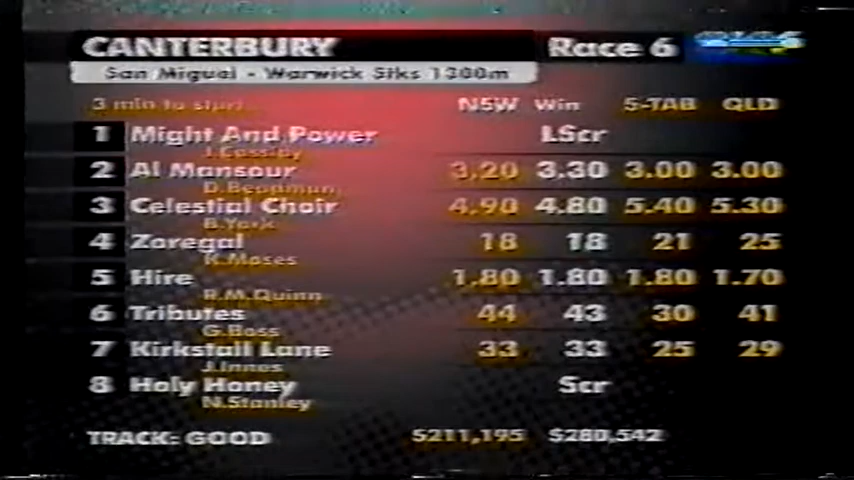 CANTERBURY Race 6
San Miguel - Warwick Stks 1300m
3 min to start NSW Win S-TAB QLD
1 Might And Power LScr
J.Cassidy
2 Al Mansour 3.20 3.30 3.00 3.00
D.Beadman
3 Celestial Choir 4.90 4.80 5.40 5.30
B.York
4 Zoregal 18 18 21 25
K.Moses
5 Hire 1.80 1.80 1.80 1.70
R.M.Quinn
6 Tributes 44 43 30 41
G.Boss
7 Kirkstall Lane 33 33 25 29
J.Innes
8 Holy Honey Scr
N.Stanley
TRACK: GOOD $211,195 $280,542